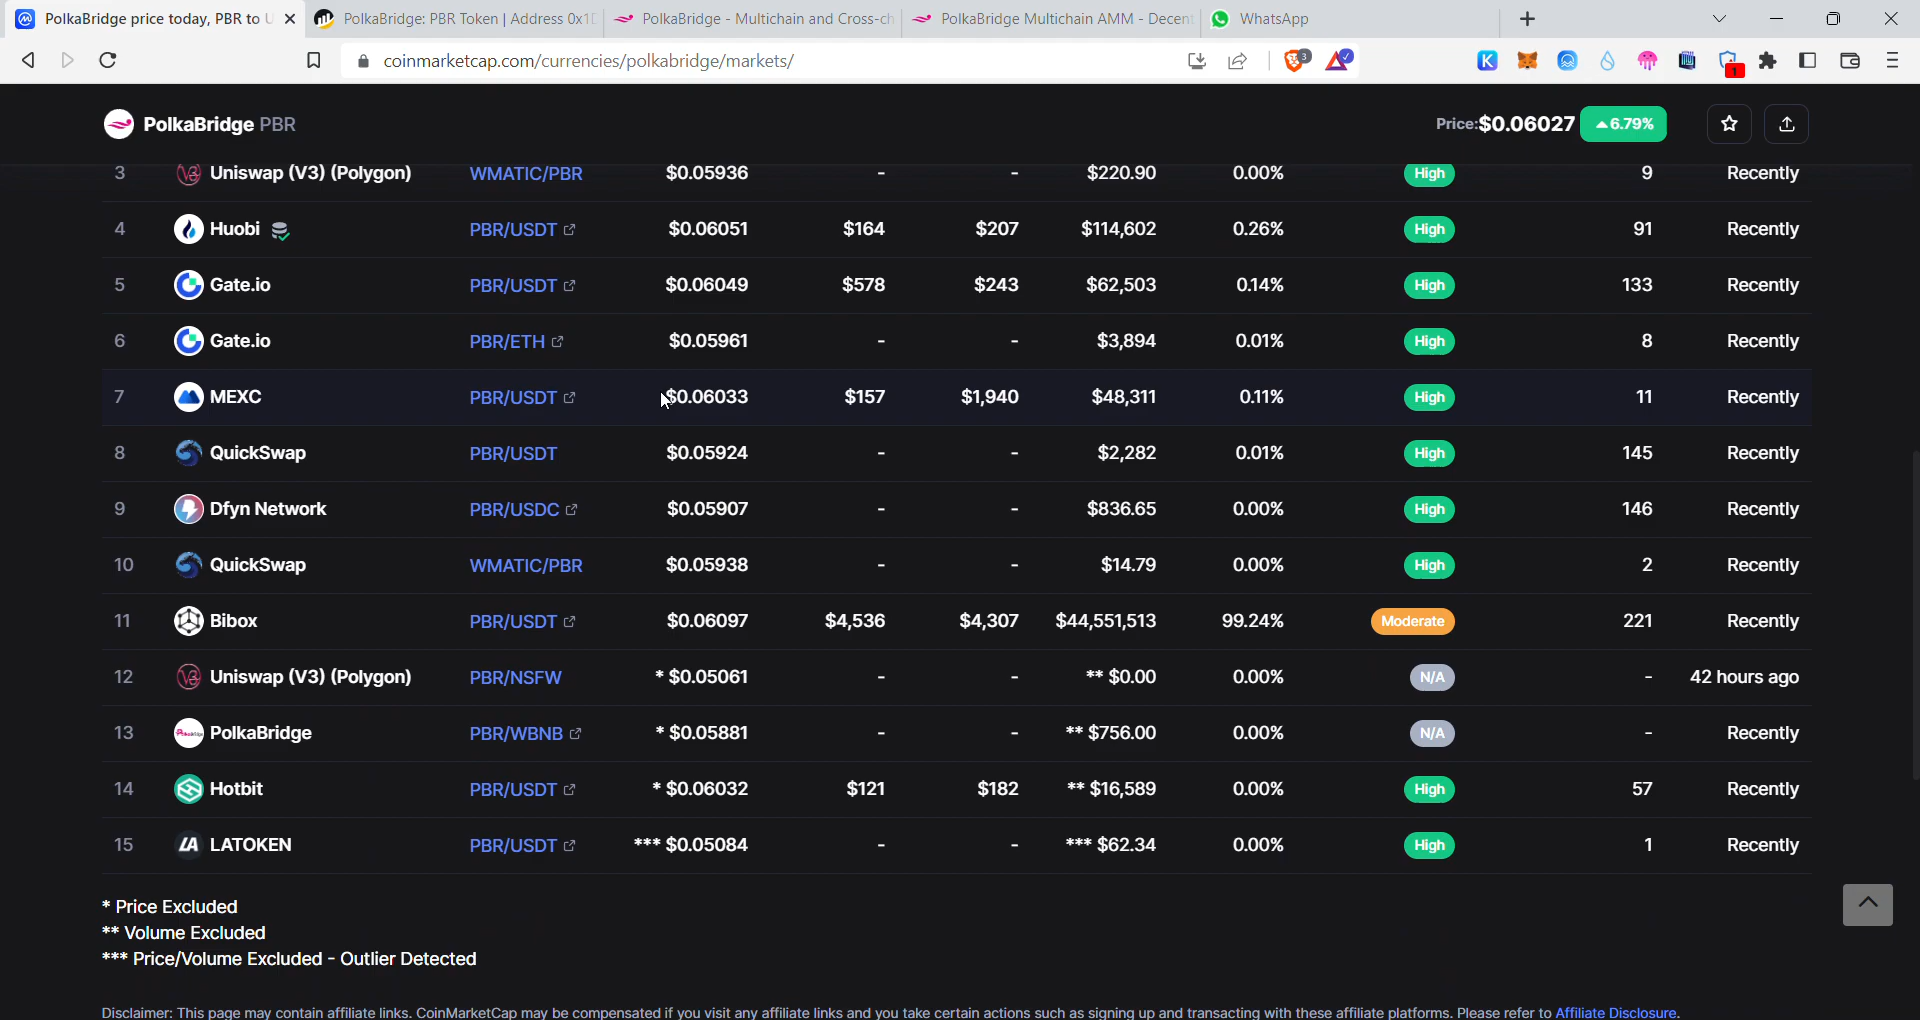 PolkaBridge price today, PBR to U
PolkaBridge: PBR Token | Address 0x1D
PolkaBridge - Multichain and Cross-ch
PolkaBridge Multichain AMM - Decent
WhatsApp
coinmarketcap.com/currencies/polkabridge/markets/
3
1
PolkaBridge PBR
Price:$0.06027
6.79%
3 Uniswap (V3) (Polygon) WMATIC/PBR $0.05936 - - $220.90 0.00% High 9 Recently
4 Huobi PBR/USDT $0.06051 $164 $207 $114,602 0.26% High 91 Recently
5 Gate.io PBR/USDT $0.06049 $578 $243 $62,503 0.14% High 133 Recently
6 Gate.io PBR/ETH $0.05961 - - $3,894 0.01% High 8 Recently
7 MEXC PBR/USDT $0.06033 $157 $1,940 $48,311 0.11% High 11 Recently
8 QuickSwap PBR/USDT $0.05924 - - $2,282 0.01% High 145 Recently
9 Dfyn Network PBR/USDC $0.05907 - - $836.65 0.00% High 146 Recently
10 QuickSwap WMATIC/PBR $0.05938 - - $14.79 0.00% High 2 Recently
11 Bibox PBR/USDT $0.06097 $4,536 $4,307 $44,551,513 99.24% Moderate 221 Recently
12 Uniswap (V3) (Polygon) PBR/NSFW * $0.05061 - - ** $0.00 0.00% N/A - 42 hours ago
13 PolkaBridge PBR/WBNB * $0.05881 - - ** $756.00 0.00% N/A - Recently
14 Hotbit PBR/USDT * $0.06032 $121 $182 ** $16,589 0.00% High 57 Recently
15 LATOKEN PBR/USDT *** $0.05084 - - *** $62.34 0.00% High 1 Recently
* Price Excluded
** Volume Excluded
*** Price/Volume Excluded - Outlier Detected
Disclaimer: This page may contain affiliate links. CoinMarketCap may be compensated if you visit any affiliate links and you take certain actions such as signing up and transacting with these affiliate platforms. Please refer to Affiliate Disclosure.